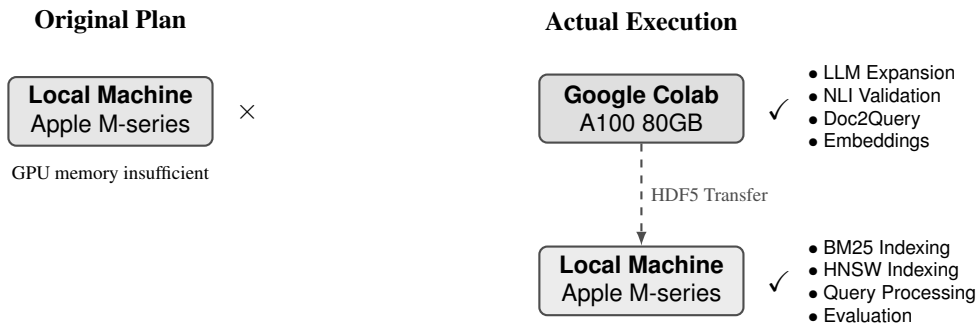 Original Plan
Local Machine
Apple M-series
×
GPU memory insufficient
Actual Execution
Google Colab
A100 80GB
✓
• LLM Expansion
• NLI Validation
• Doc2Query
• Embeddings
HDF5 Transfer
Local Machine
Apple M-series
✓
• BM25 Indexing
• HNSW Indexing
• Query Processing
• Evaluation